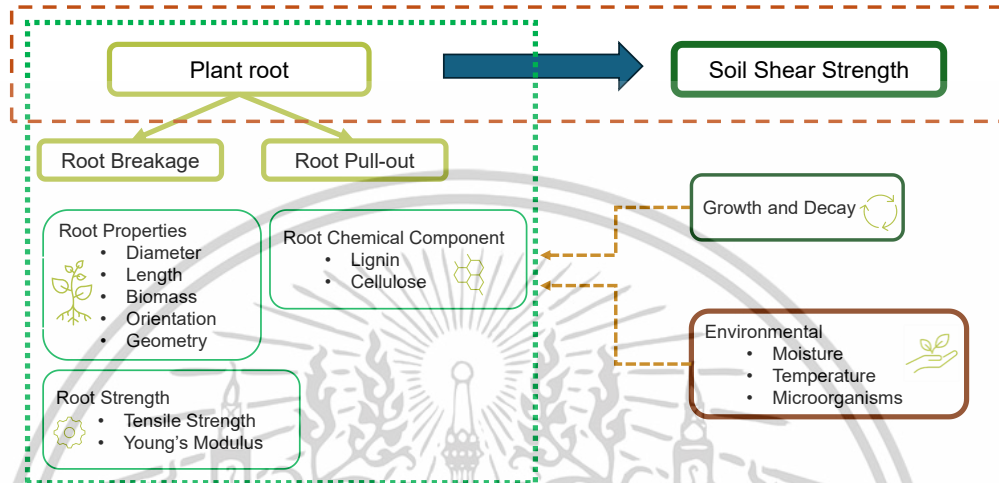 Plant root
Soil Shear Strength
Root Breakage
Root Pull-out
Root Properties
• Diameter
• Length
• Biomass
• Orientation
• Geometry
Root Chemical Component
• Lignin
• Cellulose
Root Strength
• Tensile Strength
• Young's Modulus
Growth and Decay
Environmental
• Moisture
• Temperature
• Microorganisms